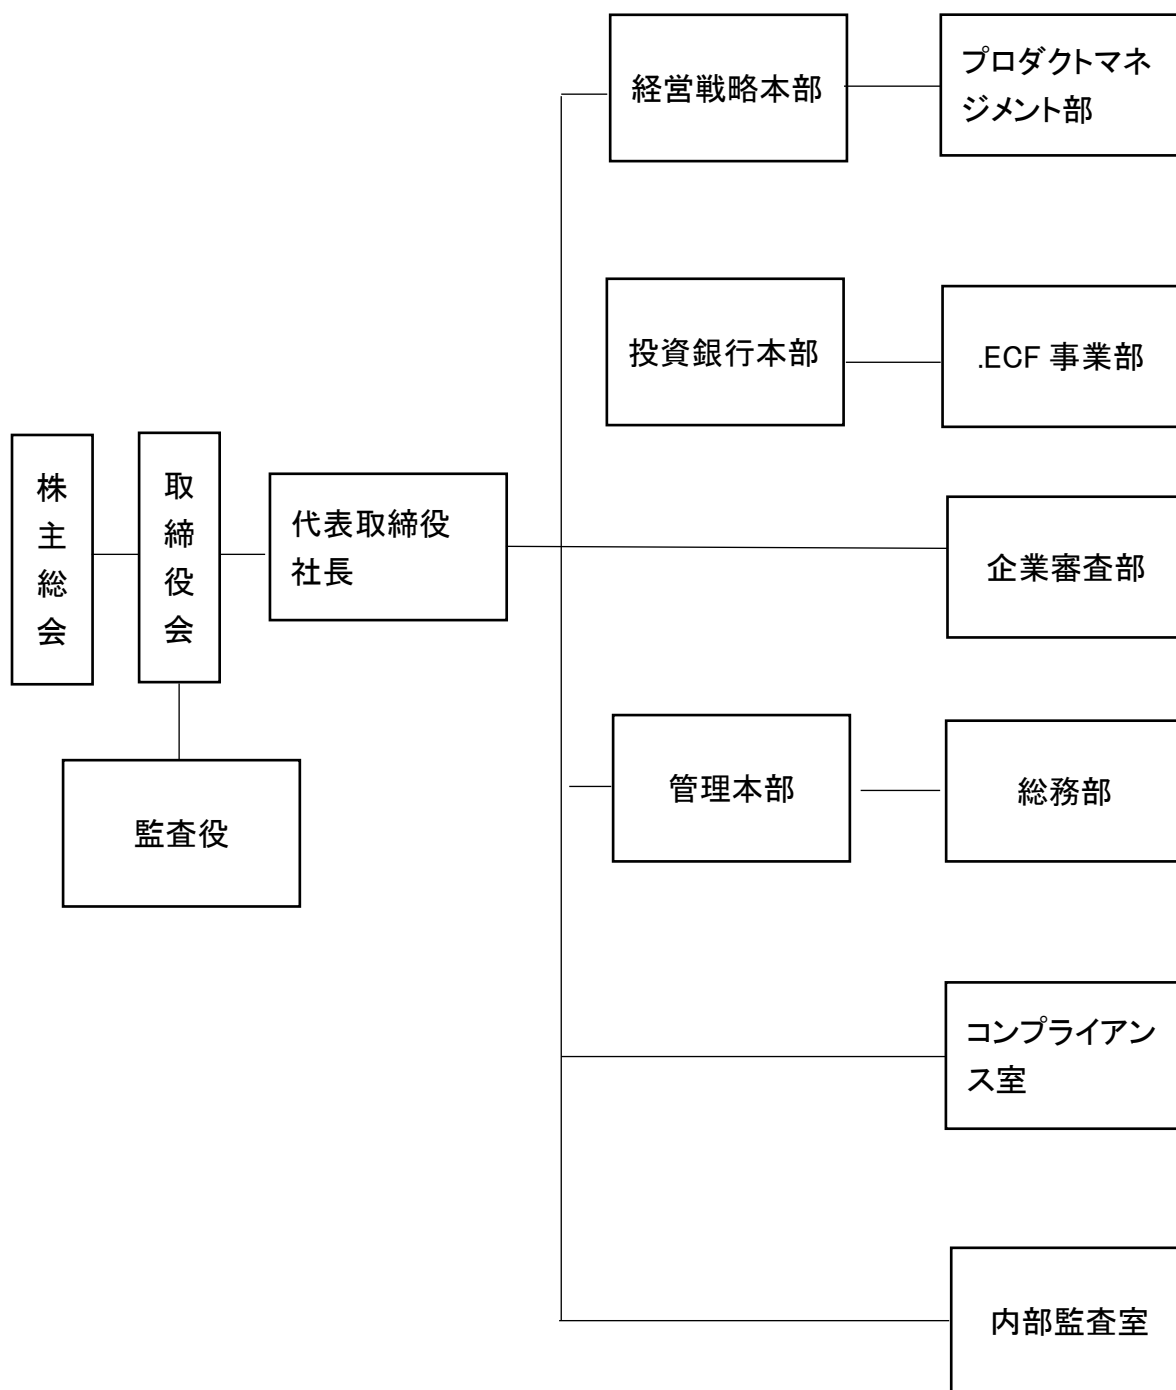 経営戦略本部
プロダクトマネ
ジメント部
投資銀行本部
.ECF 事業部
株主総会
取締役会
代表取締役
社長
企業審査部
監査役
管理本部
総務部
コンプライアン
ス室
内部監査室